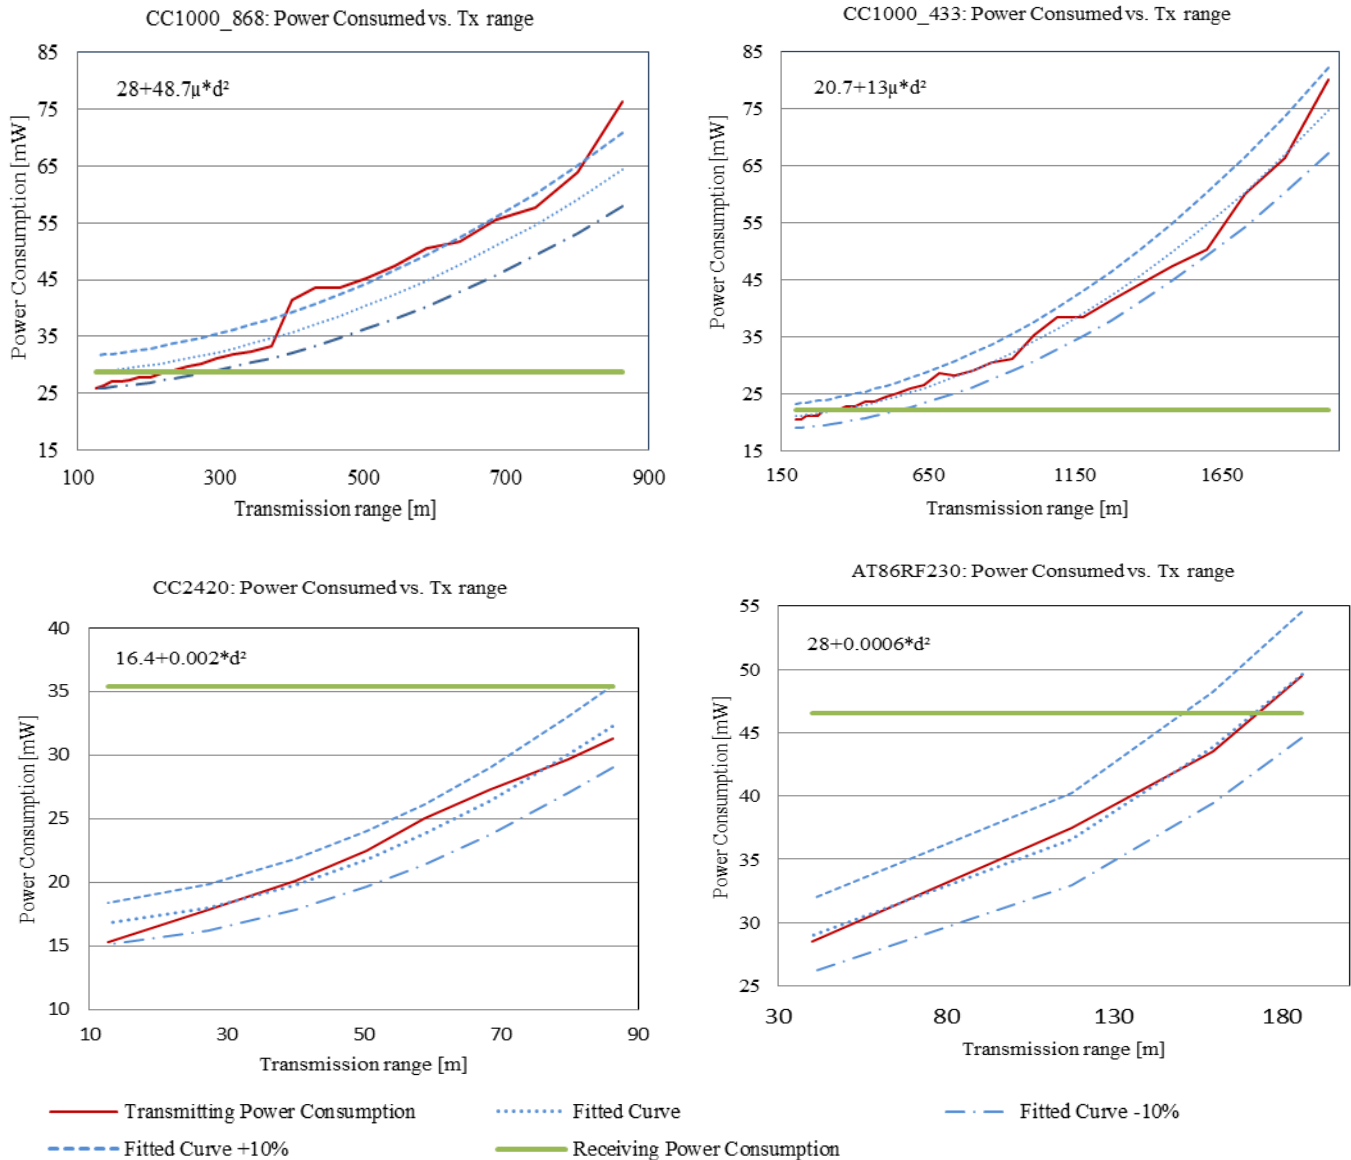 CC1000_868: Power Consumed vs. Tx range
85
75
65
55
45
35
25
15
28+48.7µ*d²
Power Consumption [mW]
100 300 500 700 900
Transmission range [m]
CC1000_433: Power Consumed vs. Tx range
85
75
65
55
45
35
25
15
20.7+13µ*d²
Power Consumption [mW]
150 650 1150 1650
Transmission range [m]
CC2420: Power Consumed vs. Tx range
40
35
30
25
20
15
10
16.4+0.002*d²
Power Consumption [mW]
10 30 50 70 90
Transmission range [m]
AT86RF230: Power Consumed vs. Tx range
55
50
45
40
35
30
25
28+0.0006*d²
Power Consumption [mW]
30 80 130 180
Transmission range [m]
Transmitting Power Consumption
Fitted Curve
Fitted Curve -10%
Fitted Curve +10%
Receiving Power Consumption